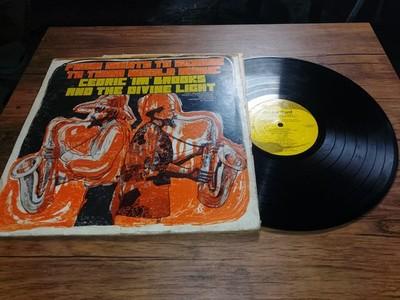 FROM MENTO TO REGGAE
TO THIRD WORLD MUSIC
CEDRIC 'IM BROOKS
AND THE DIVINE LIGHT